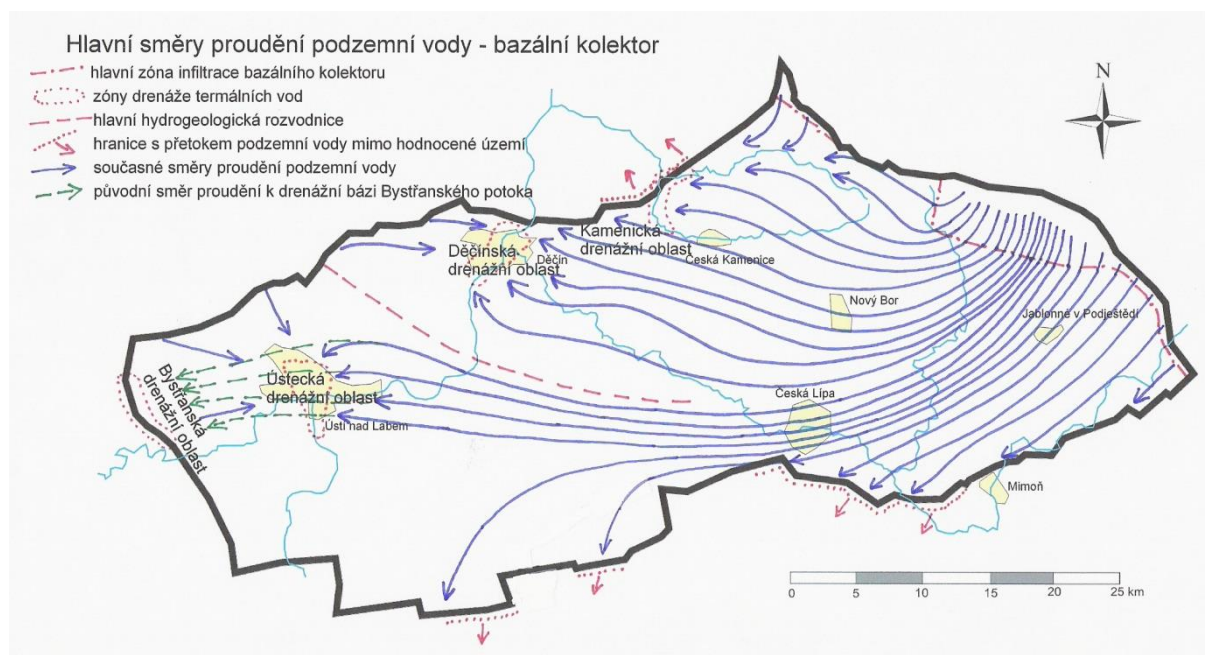 Hlavní směry proudění podzemní vody - bazální kolektor
hlavní zóna infiltrace bazálního kolektoru
zóny drenáže termálních vod
hlavní hydrogeologická rozvodnice
hranice s přetokem podzemní vody mimo hodnocené území
současné směry proudění podzemní vody
původní směr proudění k drenážní bázi Bystřanského potoka
N
Kamenická
drenážní oblast
Děčínská
drenážní oblast
Děčín
Česká Kamenice
Nový Bor
Jablonné v Podještědí
Bystřanská
drenážní oblast
Ústecká
drenážní oblast
Ústí nad Labem
Česká Lípa
Mimoň
0 5 10 15 20 25 km